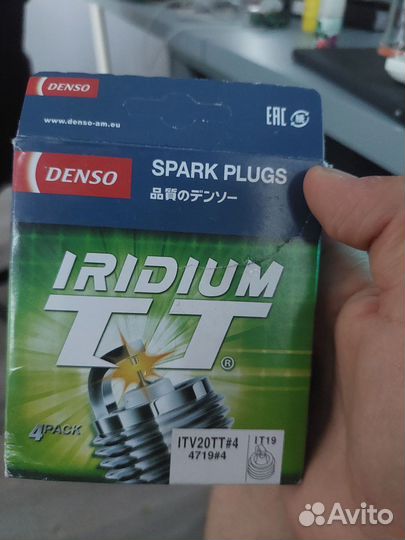 DENSO
www.denso-am.eu
EAC
DENSO
SPARK PLUGS
品質のデンソー
IRIDIUM
TT®
4PACK
ITV20TT#4
4719#4
IT19
Avito